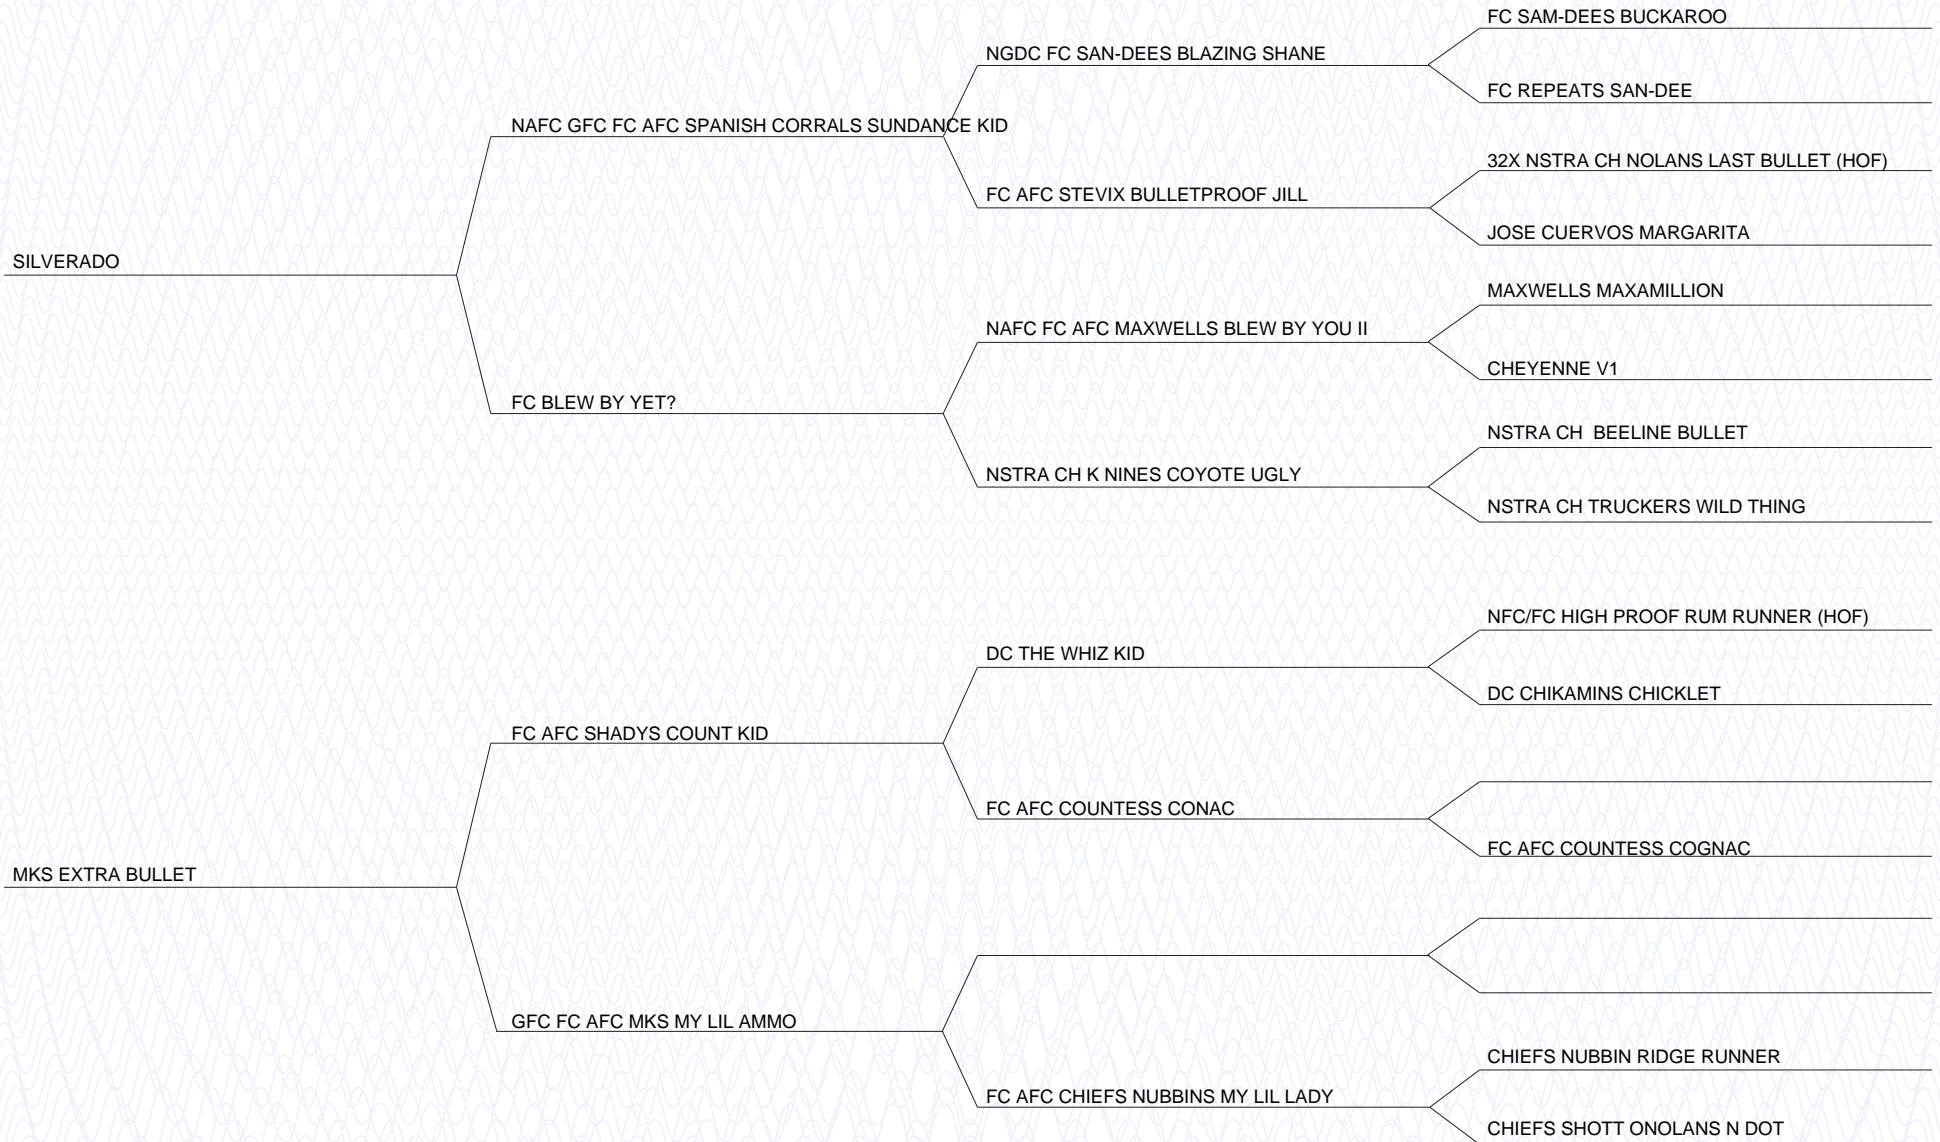 FC SAM-DEES BUCKAROO
NGDC FC SAN-DEES BLAZING SHANE
FC REPEATS SAN-DEE
NAFC GFC FC AFC SPANISH CORRALS SUNDANCE KID
32X NSTRA CH NOLANS LAST BULLET (HOF)
FC AFC STEVIX BULLETPROOF JILL
JOSE CUERVOS MARGARITA
SILVERADO
MAXWELLS MAXAMILLION
NAFC FC AFC MAXWELLS BLEW BY YOU II
CHEYENNE V1
FC BLEW BY YET?
NSTRA CH  BEELINE BULLET
NSTRA CH K NINES COYOTE UGLY
NSTRA CH TRUCKERS WILD THING
NFC/FC HIGH PROOF RUM RUNNER (HOF)
DC THE WHIZ KID
DC CHIKAMINS CHICKLET
FC AFC SHADYS COUNT KID
FC AFC COUNTESS CONAC
FC AFC COUNTESS COGNAC
MKS EXTRA BULLET
GFC FC AFC MKS MY LIL AMMO
CHIEFS NUBBIN RIDGE RUNNER
FC AFC CHIEFS NUBBINS MY LIL LADY
CHIEFS SHOTT ONOLANS N DOT